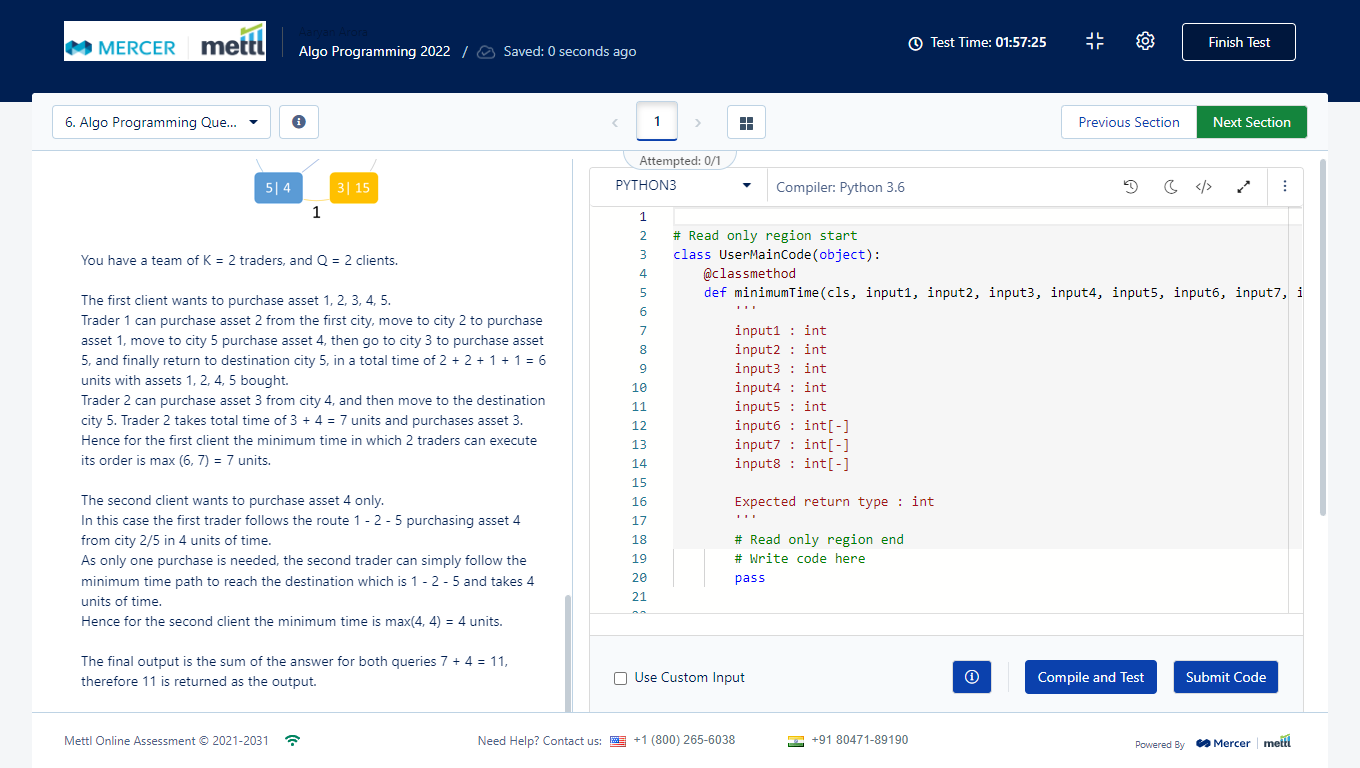 MERCER mettl
Algo Programming 2022 / Saved: 0 seconds ago
Test Time: 01:57:25
Finish Test
6. Algo Programming Que...
1
Previous Section
Next Section
Attempted: 0/1
5| 4
3| 15
1
You have a team of K = 2 traders, and Q = 2 clients.
The first client wants to purchase asset 1, 2, 3, 4, 5.
Trader 1 can purchase asset 2 from the first city, move to city 2 to purchase
asset 1, move to city 5 purchase asset 4, then go to city 3 to purchase asset
5, and finally return to destination city 5, in a total time of 2 + 2 + 1 + 1 = 6
units with assets 1, 2, 4, 5 bought.
Trader 2 can purchase asset 3 from city 4, and then move to the destination
city 5. Trader 2 takes total time of 3 + 4 = 7 units and purchases asset 3.
Hence for the first client the minimum time in which 2 traders can execute
its order is max (6, 7) = 7 units.
The second client wants to purchase asset 4 only.
In this case the first trader follows the route 1 - 2 - 5 purchasing asset 4
from city 2/5 in 4 units of time.
As only one purchase is needed, the second trader can simply follow the
minimum time path to reach the destination which is 1 - 2 - 5 and takes 4
units of time.
Hence for the second client the minimum time is max(4, 4) = 4 units.
The final output is the sum of the answer for both queries 7 + 4 = 11,
therefore 11 is returned as the output.
PYTHON3
Compiler: Python 3.6
</>
1
2 # Read only region start
3 class UserMainCode(object):
4 @classmethod
5 def minimumTime(cls, input1, input2, input3, input4, input5, input6, input7, i
6 '''
7 input1 : int
8 input2 : int
9 input3 : int
10 input4 : int
11 input5 : int
12 input6 : int[-]
13 input7 : int[-]
14 input8 : int[-]
15
16 Expected return type : int
17 '''
18 # Read only region end
19 # Write code here
20 pass
21
Use Custom Input
Compile and Test
Submit Code
Mettl Online Assessment © 2021-2031
Need Help? Contact us: +1 (800) 265-6038
+91 80471-89190
Powered By Mercer mettl